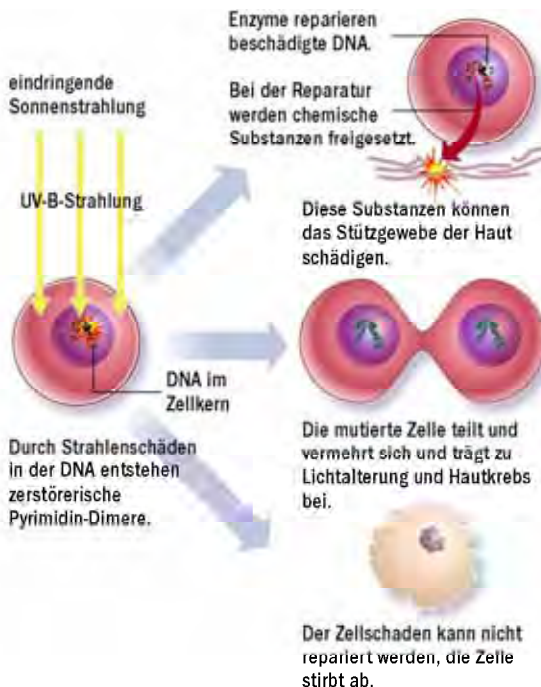 Enzyme reparieren
beschädigte DNA.
eindringende
Sonnenstrahlung
Bei der Reparatur
werden chemische
Substanzen freigesetzt.
UV-B-Strahlung
Diese Substanzen können
das Stützgewebe der Haut
schädigen.
DNA im
Zellkern
Durch Strahlenschäden
in der DNA entstehen
zerstörerische
Pyrimidin-Dimere.
Die mutierte Zelle teilt und
vermehrt sich und trägt zu
Lichtalterung und Hautkrebs
bei.
Der Zellschaden kann nicht
repariert werden, die Zelle
stirbt ab.